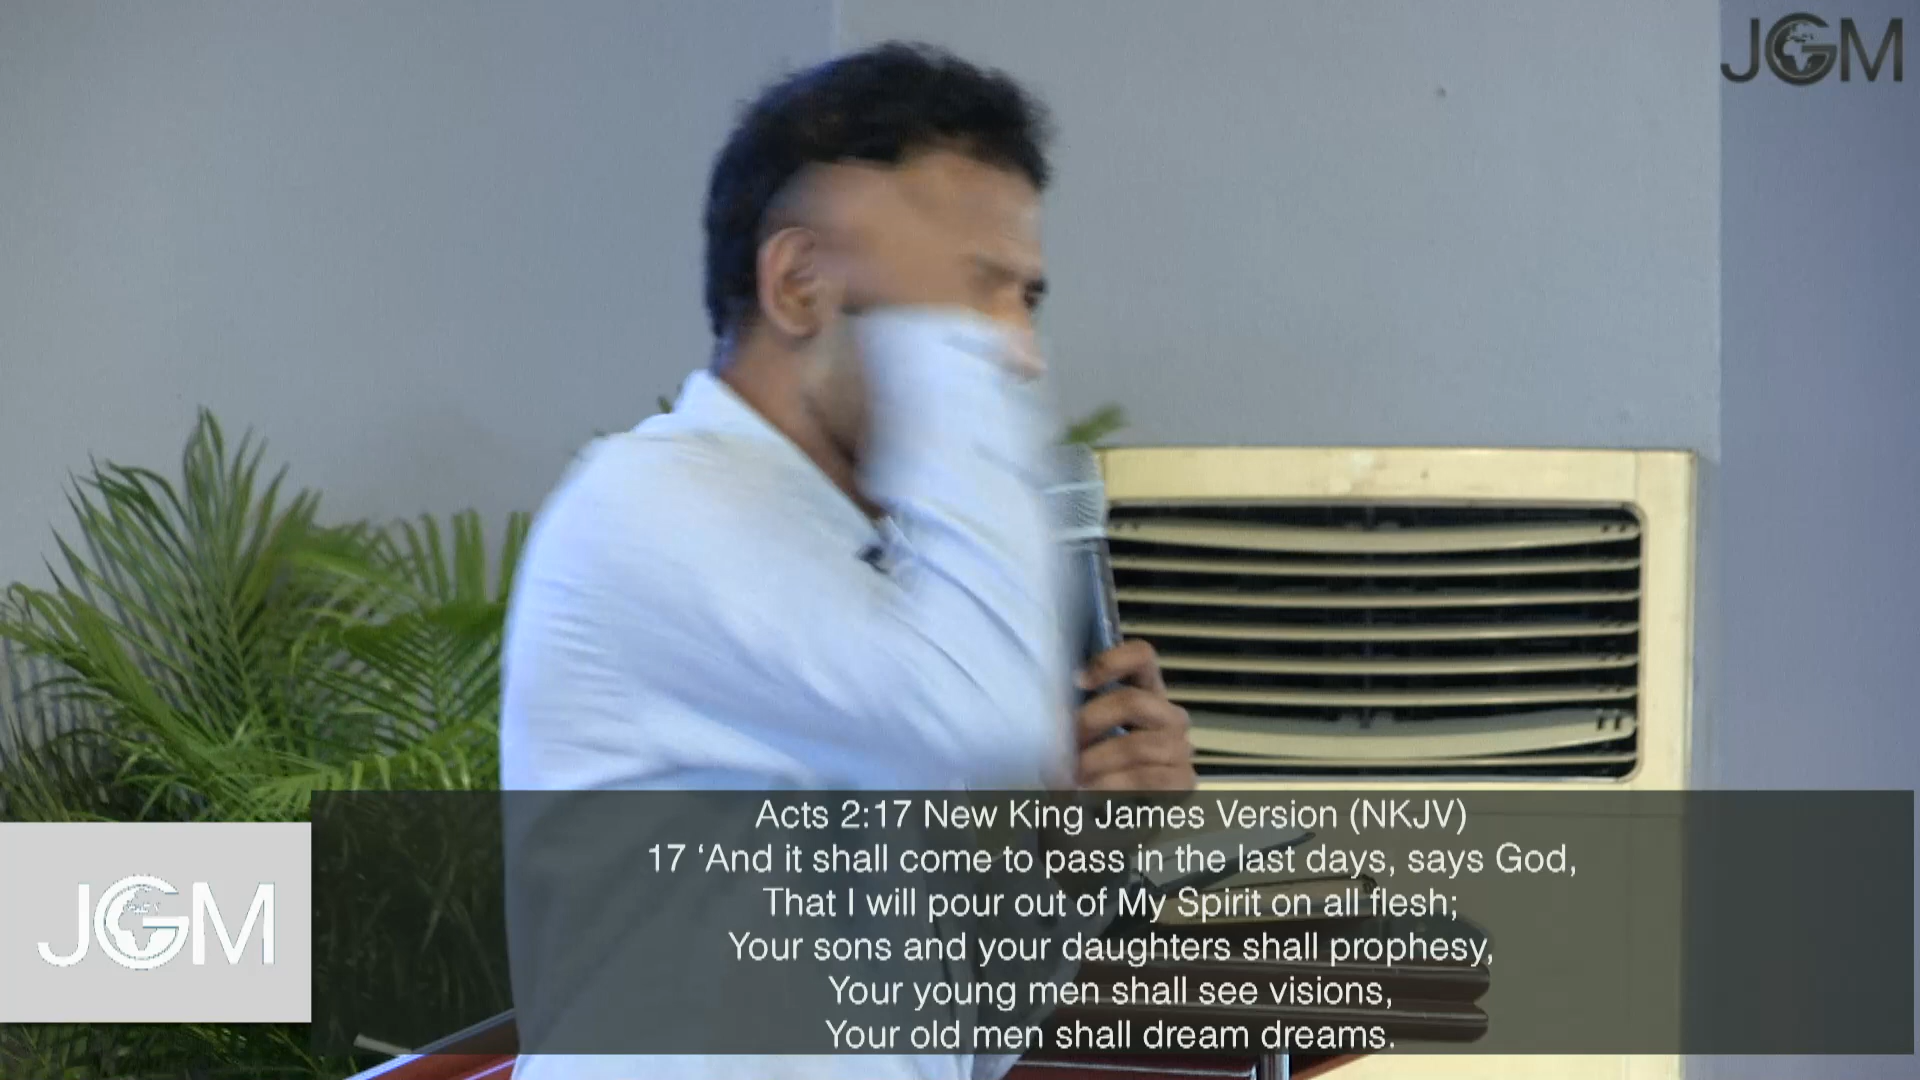 JGM
Acts 2:17 New King James Version (NKJV)
17 ‘And it shall come to pass in the last days, says God,
That I will pour out of My Spirit on all flesh;
Your sons and your daughters shall prophesy,
Your young men shall see visions,
Your old men shall dream dreams.
JGM